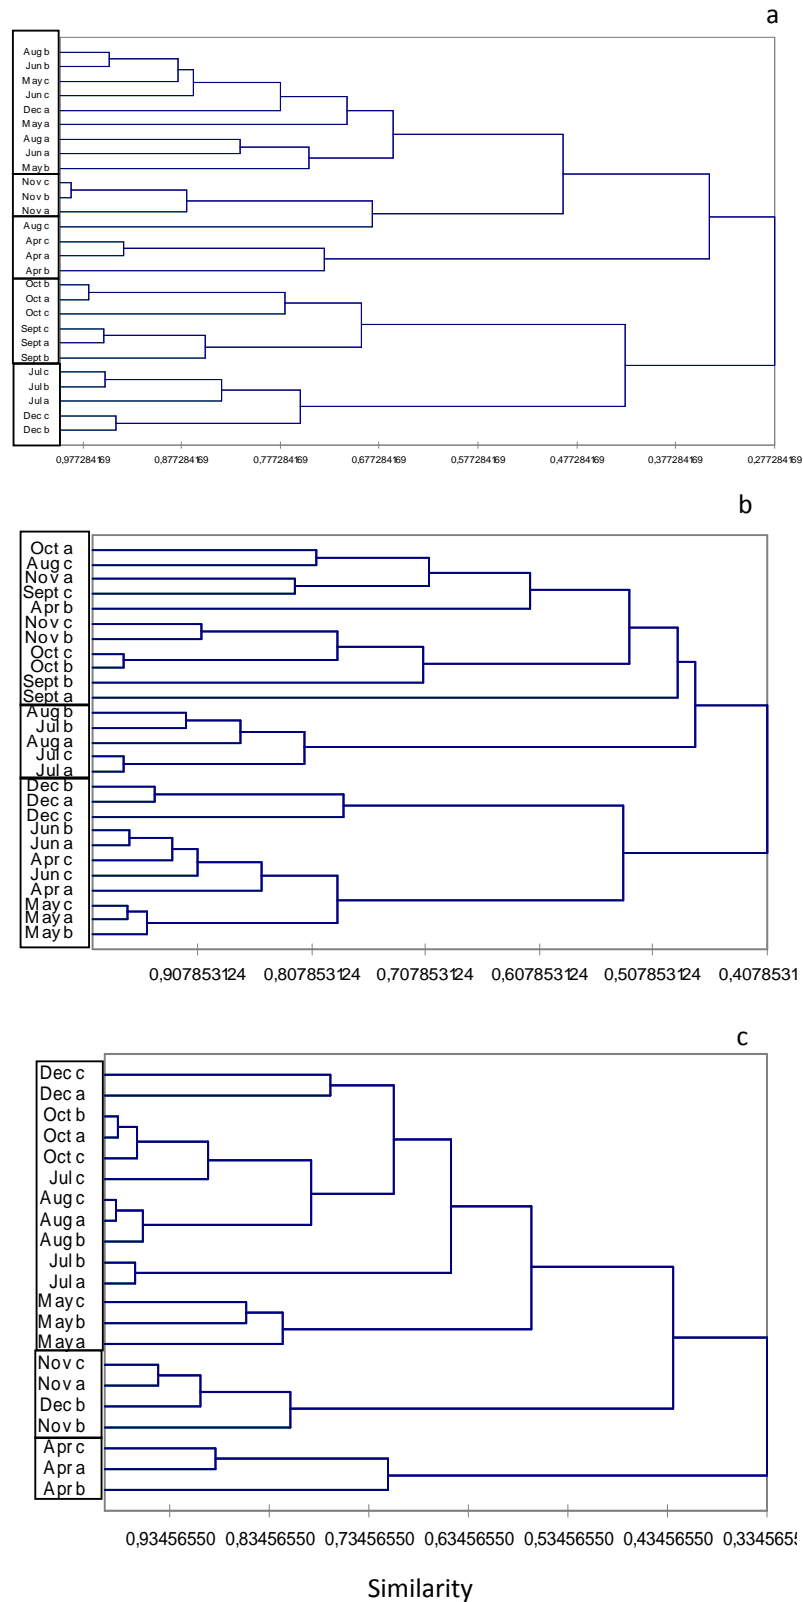 a
Aug b
Jun b
May c
Jun c
Dec a
May a
Aug a
Jun a
May b
Nov c
Nov b
Nov a
Aug c
Apr c
Apr a
Apr b
Oct b
Oct a
Oct c
Sept c
Sept a
Sept b
Jul c
Jul b
Jul a
Dec c
Dec b
0,977284169 0,877284169 0,777284169 0,677284169 0,577284169 0,477284169 0,377284169 0,277284169
b
Oct a
Aug c
Nov a
Sept c
Apr b
Nov c
Nov b
Oct c
Oct b
Sept b
Sept a
Aug b
Jul b
Aug a
Jul c
Jul a
Dec b
Dec a
Dec c
Jun b
Jun a
Apr c
Jun c
Apr a
May c
May a
May b
0,907853124 0,807853124 0,707853124 0,607853124 0,507853124 0,4078531
c
Dec c
Dec a
Oct b
Oct a
Oct c
Jul c
Aug c
Aug a
Aug b
Jul b
Jul a
May c
May b
May a
Nov c
Nov a
Dec b
Nov b
Apr c
Apr a
Apr b
0,93456550 0,83456550 0,73456550 0,63456550 0,53456550 0,43456550 0,3345655
Similarity